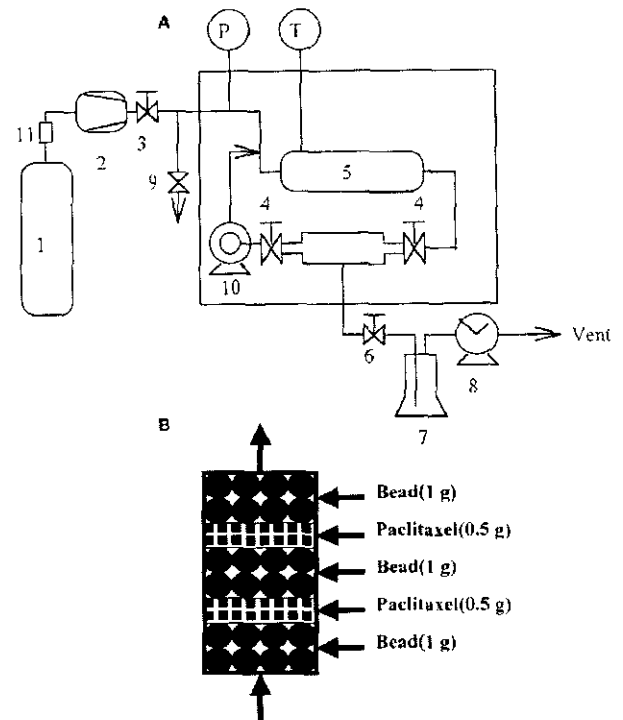 A
P
T
11
2
3
9
1
5
4
4
10
6
7
8
Vent
B
Bead(1 g)
Paclitaxel(0.5 g)
Bead(1 g)
Paclitaxel(0.5 g)
Bead(1 g)